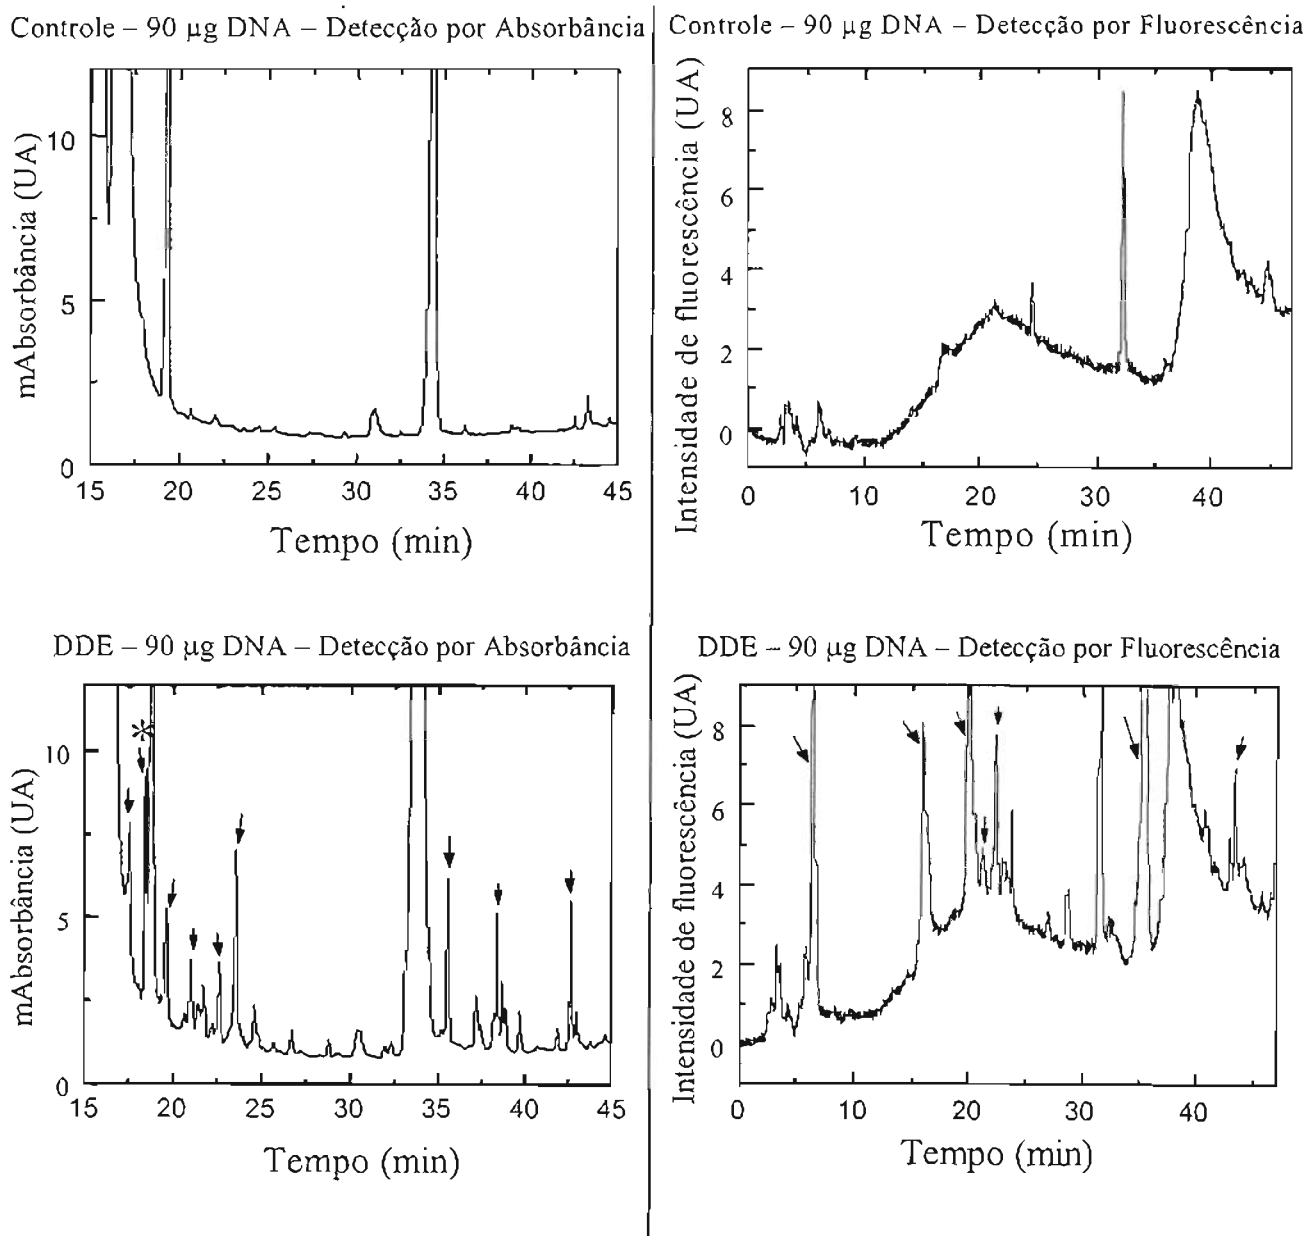 Controle – 90 µg DNA – Detecção por Absorbância
mAbsorbância (UA)
10
5
0
15 20 25 30 35 40 45
Tempo (min)
Controle – 90 µg DNA – Detecção por Fluorescência
Intensidade de fluorescência (UA)
8
6
4
2
0
0 10 20 30 40
Tempo (min)
DDE – 90 µg DNA – Detecção por Absorbância
mAbsorbância (UA)
*
10
5
0
15 20 25 30 35 40 45
Tempo (min)
DDE – 90 µg DNA – Detecção por Fluorescência
Intensidade de fluorescência (UA)
8
6
4
2
0
0 10 20 30 40
Tempo (min)